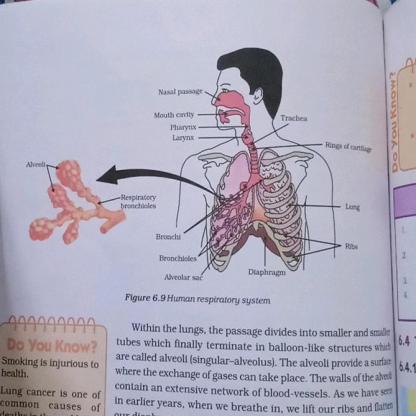 Nasal passage
Mouth cavity
Pharynx
Larynx
Trachea
Rings of cartilage
Alveoli
Respiratory
bronchioles
Lung
Bronchi
Ribs
Bronchioles
Alveolar sac
Diaphragm
Figure 6.9 Human respiratory system
Within the lungs, the passage divides into smaller and smaller
tubes which finally terminate in balloon-like structures which
are called alveoli (singular–alveolus). The alveoli provide a surface
where the exchange of gases can take place. The walls of the alveoli
contain an extensive network of blood-vessels. As we have seen
in earlier years, when we breathe in, we lift our ribs and flatten
our
Do You Know?
Smoking is injurious to
health.
Lung cancer is one of
common causes of
Do You Know?
1.
2.
3.
4.
6.4
6.4.1